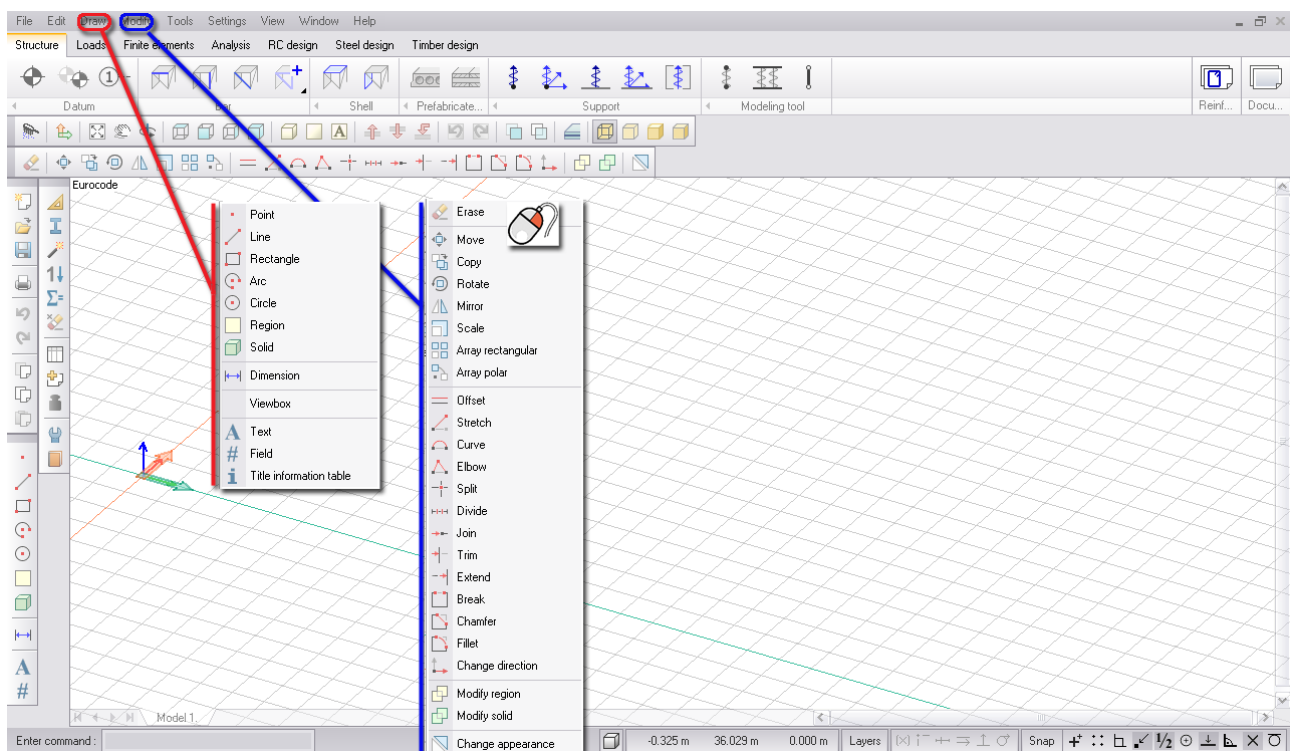 File Edit Draw Modify Tools Settings View Window Help
Structure Loads Finite elements Analysis RC design Steel design Timber design
Datum Bar Shell Prefabricate... Support Modeling tool Reinf... Docu...
Eurocode
Point
Line
Rectangle
Arc
Circle
Region
Solid
Dimension
Viewbox
Text
Field
Title information table
Erase
Move
Copy
Rotate
Mirror
Scale
Array rectangular
Array polar
Offset
Stretch
Curve
Elbow
Split
Divide
Join
Trim
Extend
Break
Chamfer
Fillet
Change direction
Modify region
Modify solid
Change appearance
Model 1.
Enter command : -0.325 m 36.029 m 0.000 m Layers Snap 1/2